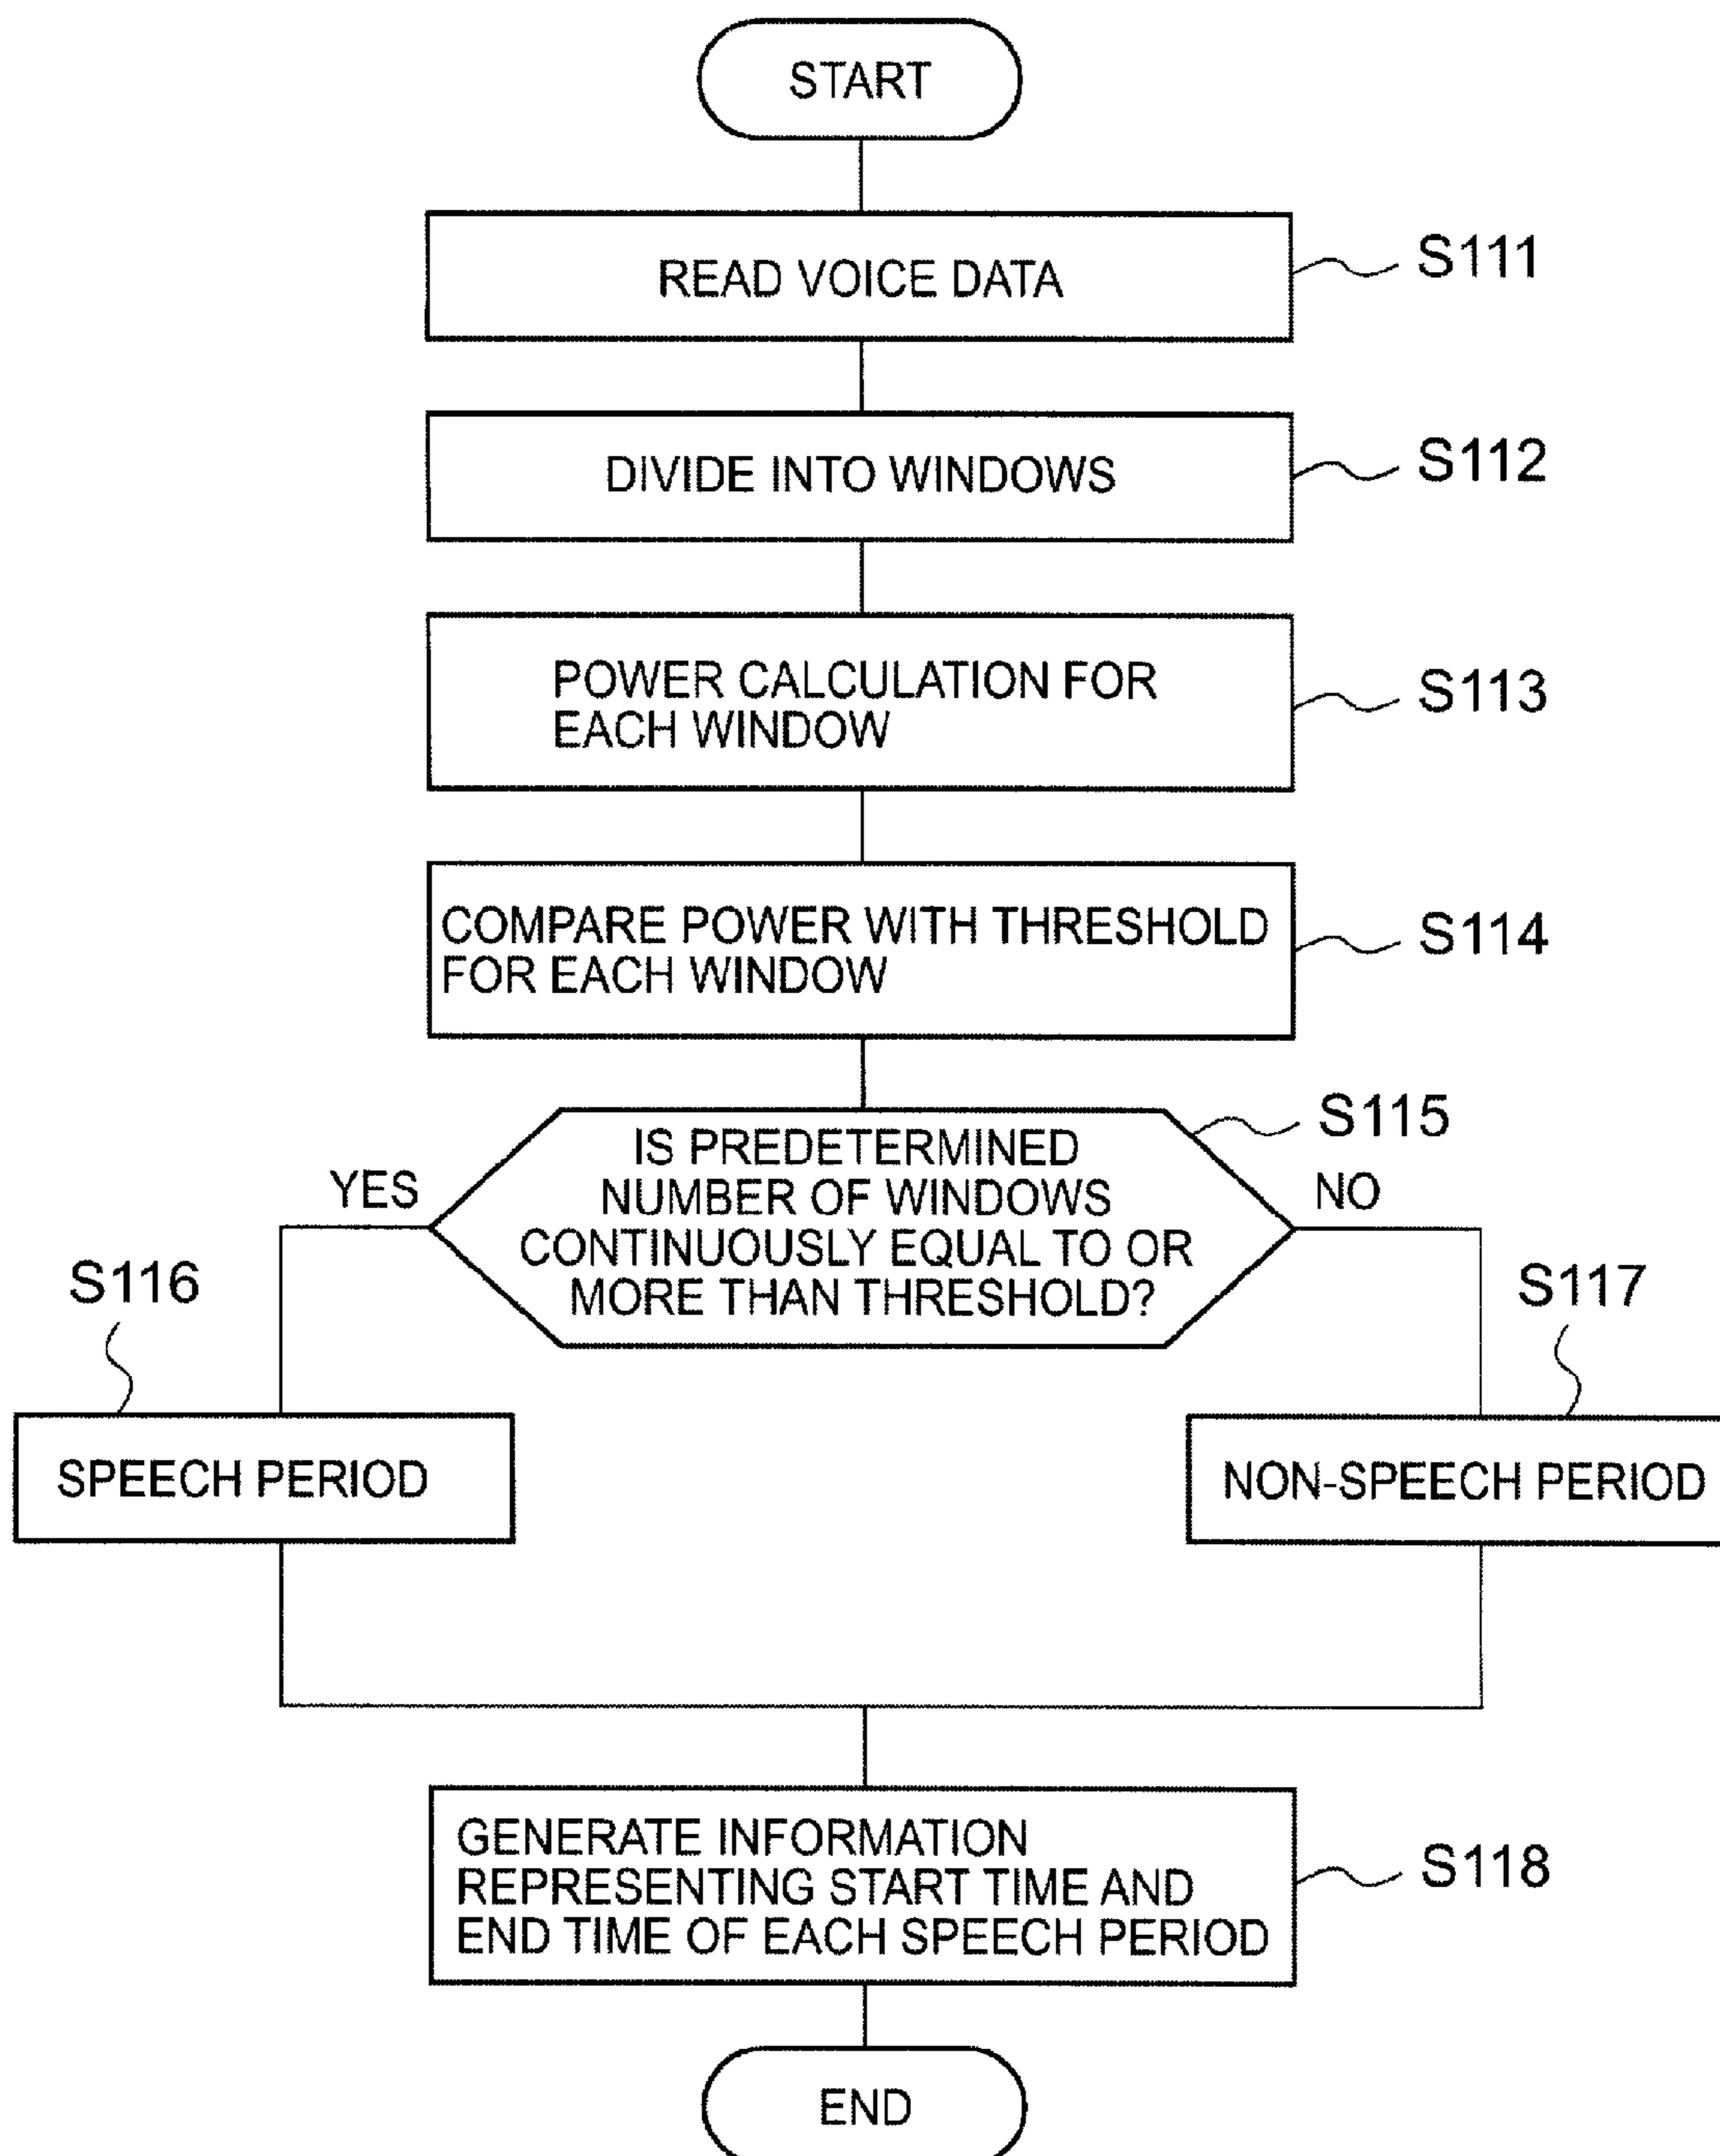 START
READ VOICE DATA
S111
DIVIDE INTO WINDOWS
S112
POWER CALCULATION FOR
EACH WINDOW
S113
COMPARE POWER WITH THRESHOLD
FOR EACH WINDOW
S114
IS PREDETERMINED
NUMBER OF WINDOWS
CONTINUOUSLY EQUAL TO OR
MORE THAN THRESHOLD?
S115
YES
NO
S116
SPEECH PERIOD
S117
NON-SPEECH PERIOD
GENERATE INFORMATION
REPRESENTING START TIME AND
END TIME OF EACH SPEECH PERIOD
S118
END